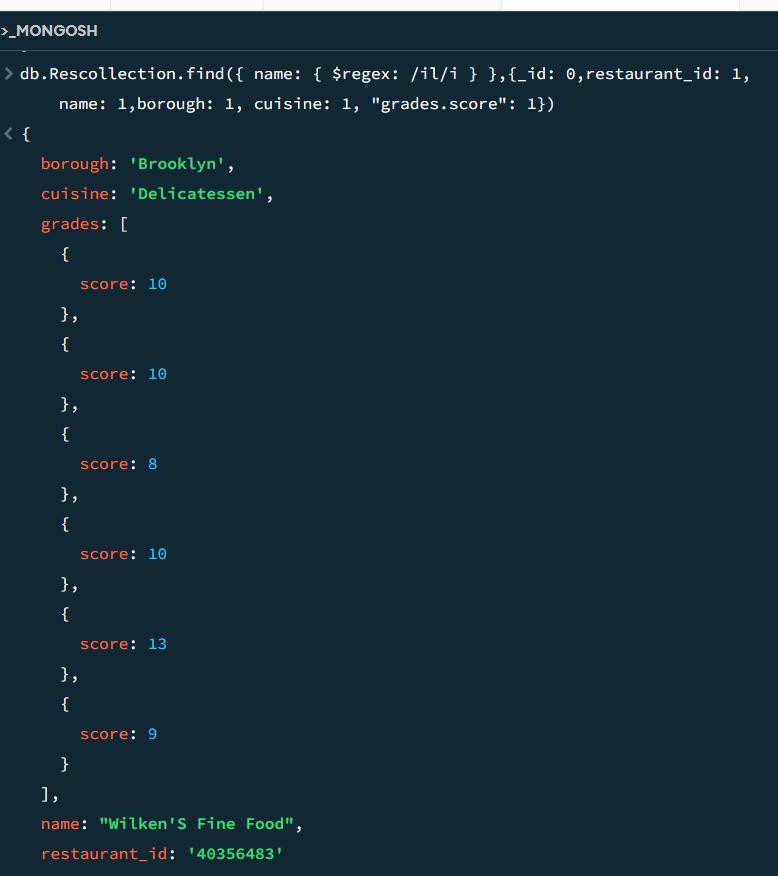 >_MONGOSH
> db.Rescollection.find({ name: { $regex: /il/i } },{_id: 0,restaurant_id: 1,
name: 1,borough: 1, cuisine: 1, "grades.score": 1})
< {
borough: 'Brooklyn',
cuisine: 'Delicatessen',
grades: [
{
score: 10
},
{
score: 10
},
{
score: 8
},
{
score: 10
},
{
score: 13
},
{
score: 9
}
],
name: "Wilken'S Fine Food",
restaurant_id: '40356483'